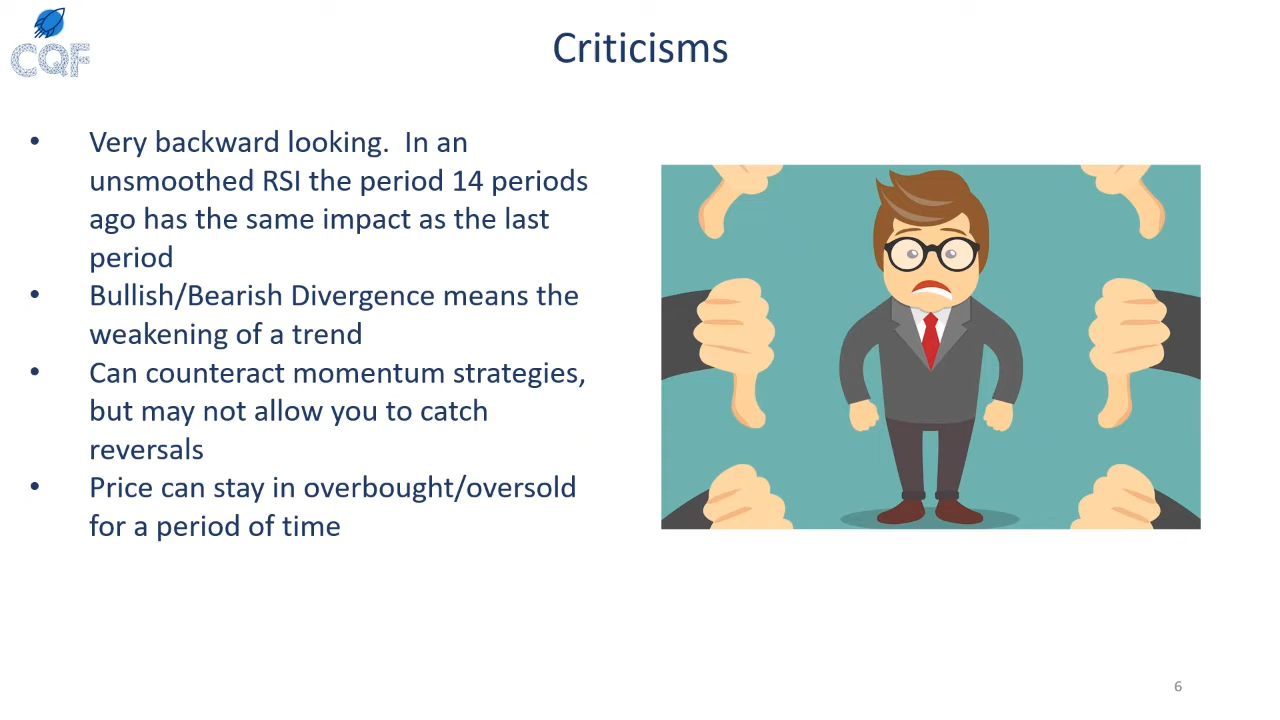 CQF
Criticisms
• Very backward looking.  In an
unsmoothed RSI the period 14 periods
ago has the same impact as the last
period
• Bullish/Bearish Divergence means the
weakening of a trend
• Can counteract momentum strategies,
but may not allow you to catch
reversals
• Price can stay in overbought/oversold
for a period of time
6